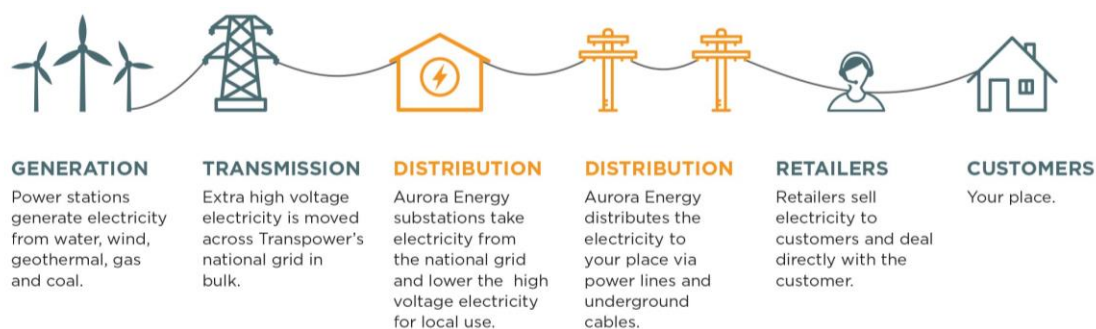 GENERATION
Power stations
generate electricity
from water, wind,
geothermal, gas
and coal.
TRANSMISSION
Extra high voltage
electricity is moved
across Transpower's
national grid in
bulk.
DISTRIBUTION
Aurora Energy
substations take
electricity from
the national grid
and lower the high
voltage electricity
for local use.
DISTRIBUTION
Aurora Energy
distributes the
electricity to
your place via
power lines and
underground
cables.
RETAILERS
Retailers sell
electricity to
customers and deal
directly with the
customer.
CUSTOMERS
Your place.